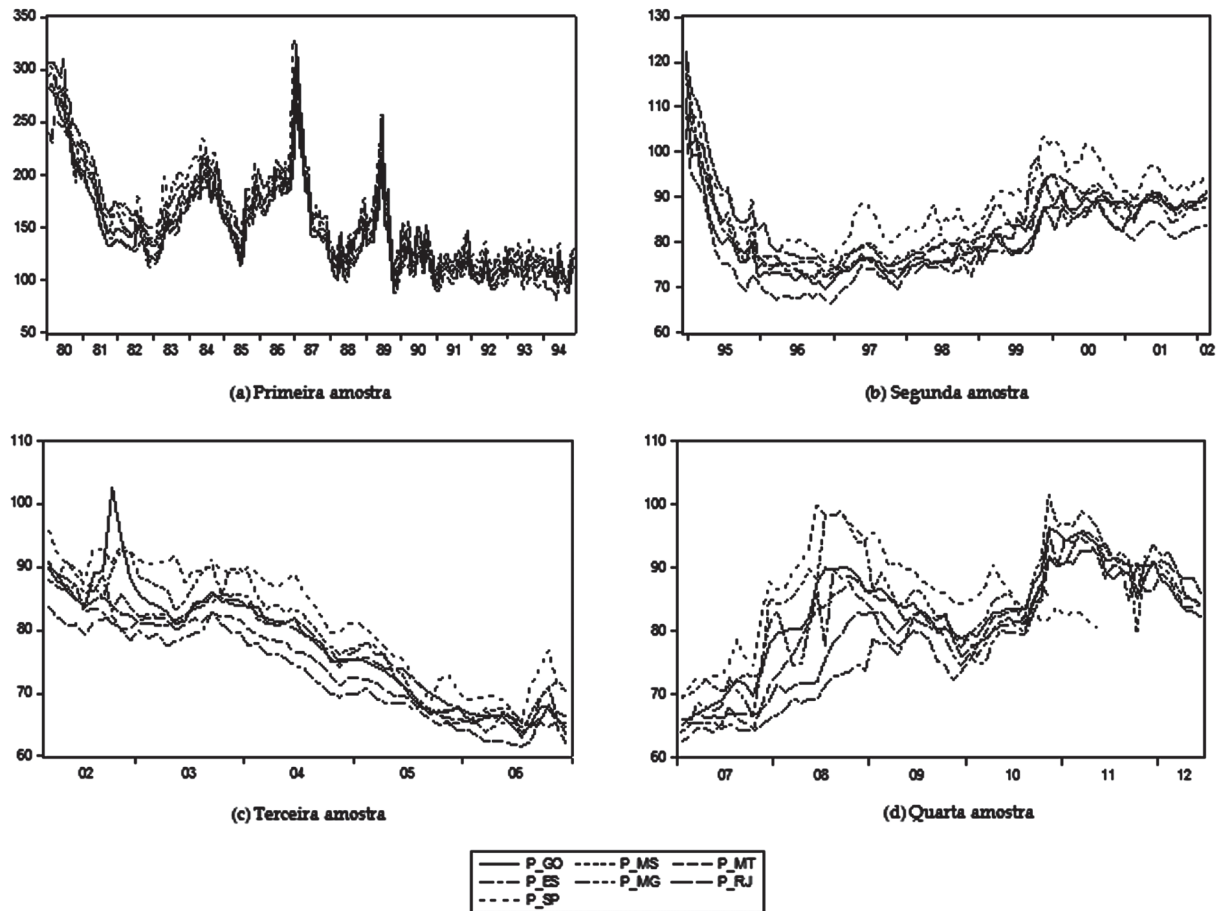 350
300
250
200
150
100
50
80 81 82 83 84 85 86 87 88 89 90 91 92 93 94
(a) Primeira amostra
130
120
110
100
90
80
70
60
95 96 97 98 99 00 01 02
(b) Segunda amostra
110
100
90
80
70
60
02 03 04 05 06
(c) Terceira amostra
110
100
90
80
70
60
07 08 09 10 11 12
(d) Quarta amostra
P_GO P_MS P_MT
P_ES P_MG P_RJ
P_SP